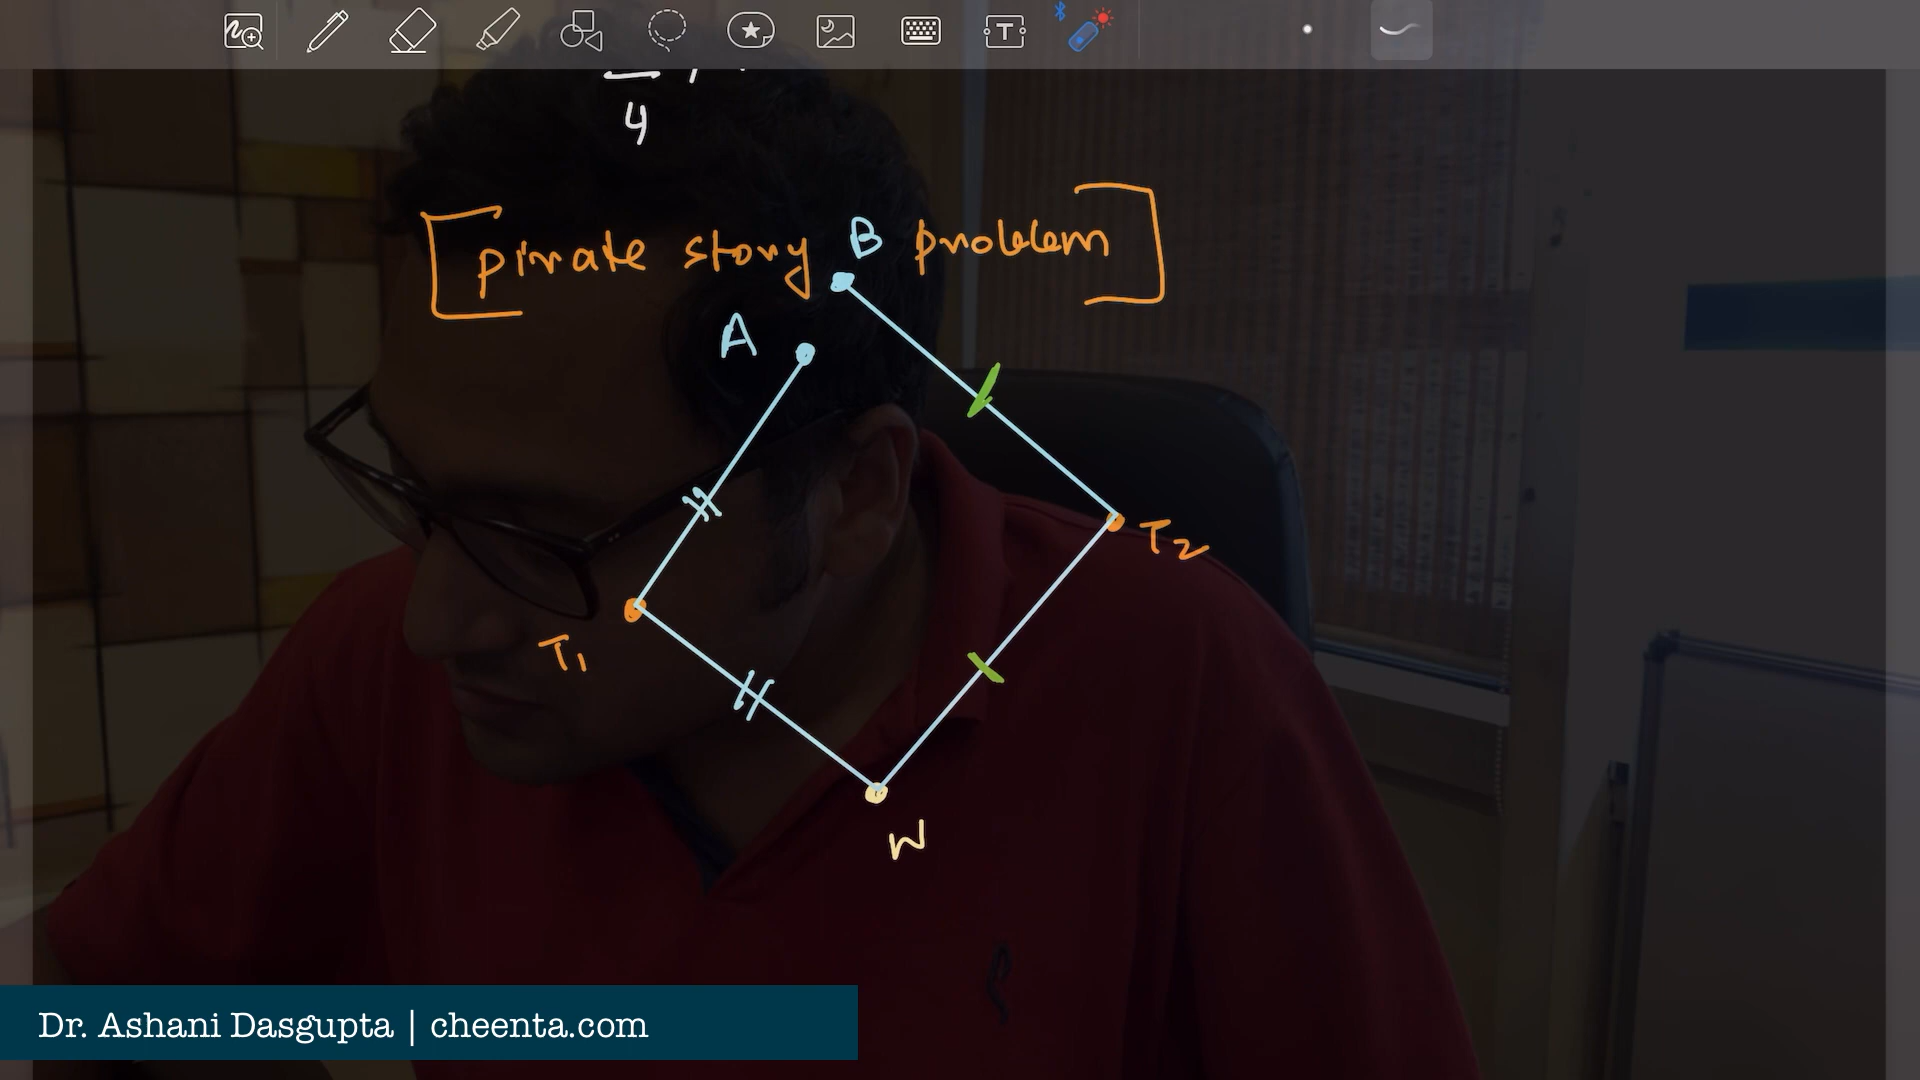 T
4
pirate story problem
B
A
T2
T1
W
Dr. Ashani Dasgupta | cheenta.com